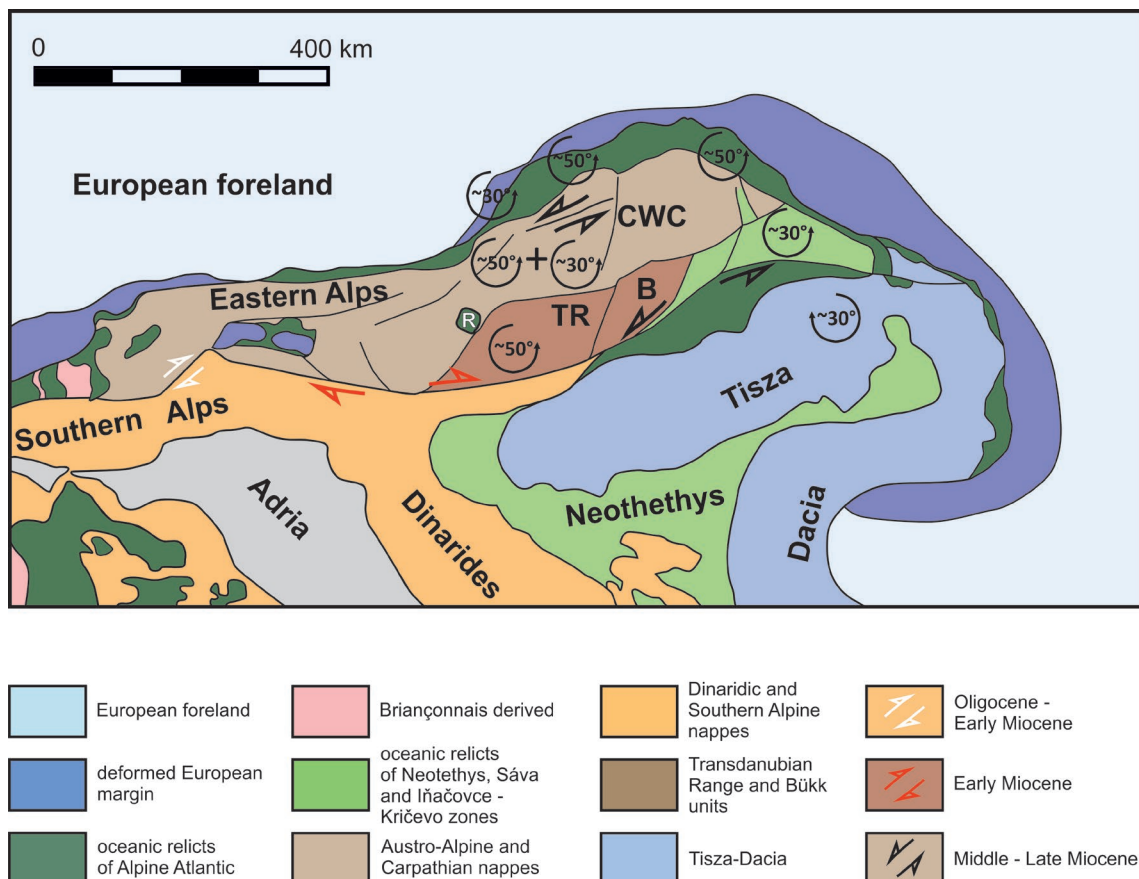 0 400 km
European foreland
~50°
~50°
~30°
CWC
~30°
~50° + ~30°
Eastern Alps
B
TR
R
~30°
~50°
Tisza
Southern Alps
Adria
Neothethys
Dinarides
Dacia
European foreland
deformed European
margin
oceanic relicts
of Alpine Atlantic
Briançonnais derived
oceanic relicts
of Neotethys, Sáva
and Iňačovce -
Kričevo zones
Austro-Alpine and
Carpathian nappes
Dinaridic and
Southern Alpine
nappes
Transdanubian
Range and Bükk
units
Tisza-Dacia
Oligocene -
Early Miocene
Early Miocene
Middle - Late Miocene